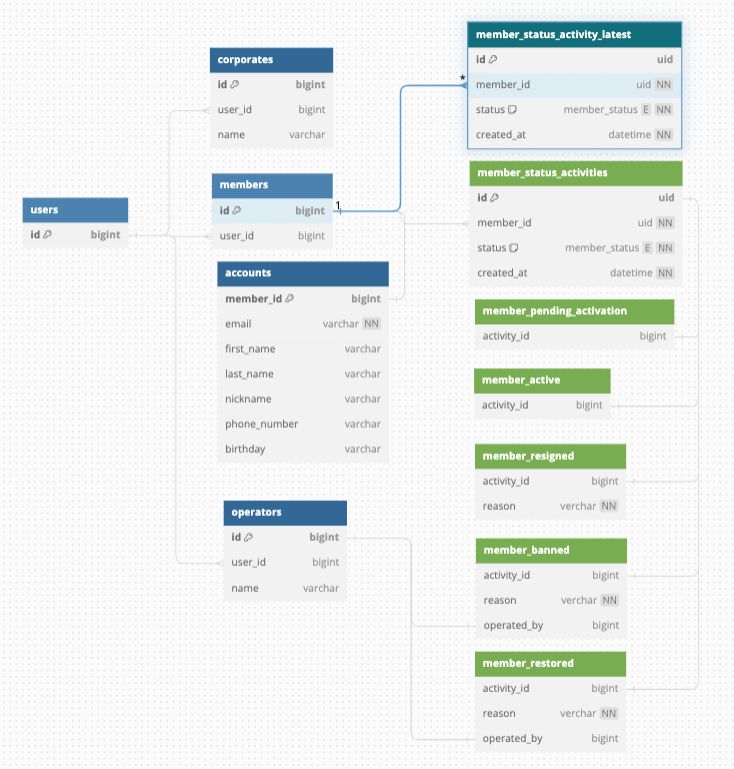 corporates
id bigint
user_id bigint
name varchar
members
id bigint
user_id bigint
users
id bigint
accounts
member_id bigint
email varchar NN
first_name varchar
last_name varchar
nickname varchar
phone_number varchar
birthday varchar
operators
id bigint
user_id bigint
name varchar
1
*
member_status_activity_latest
id uid
member_id uid NN
status member_status E NN
created_at datetime NN
member_status_activities
id uid
member_id uid NN
status member_status E NN
created_at datetime NN
member_pending_activation
activity_id bigint
member_active
activity_id bigint
member_resigned
activity_id bigint
reason verchar NN
member_banned
activity_id bigint
reason verchar NN
operated_by bigint
member_restored
activity_id bigint
reason verchar NN
operated_by bigint